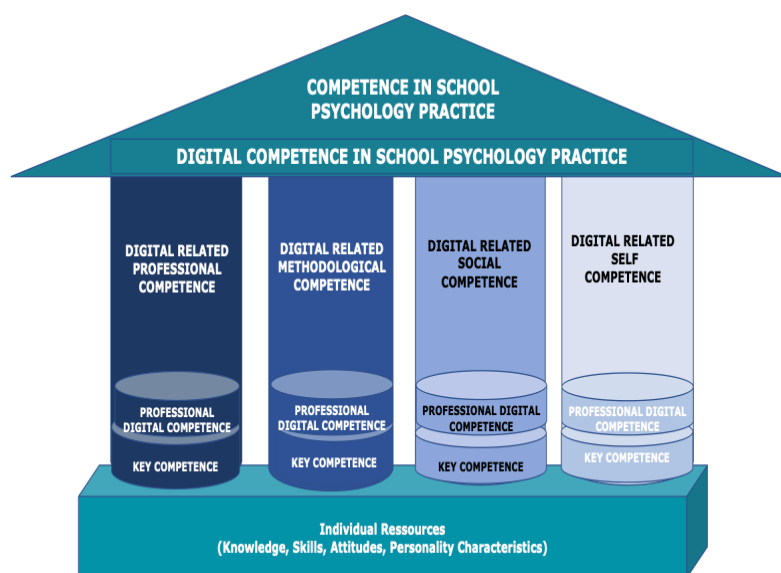 COMPETENCE IN SCHOOL
PSYCHOLOGY PRACTICE
DIGITAL COMPETENCE IN SCHOOL PSYCHOLOGY PRACTICE
DIGITAL RELATED
PROFESSIONAL
COMPETENCE
DIGITAL RELATED
METHODOLOGICAL
COMPETENCE
DIGITAL RELATED
SOCIAL
COMPETENCE
DIGITAL RELATED
SELF
COMPETENCE
PROFESSIONAL
DIGITAL COMPETENCE
PROFESSIONAL
DIGITAL COMPETENCE
PROFESSIONAL DIGITAL
COMPETENCE
PROFESSIONAL DIGITAL
COMPETENCE
KEY COMPETENCE
KEY COMPETENCE
KEY COMPETENCE
KEY COMPETENCE
Individual Ressources
(Knowledge, Skills, Attitudes, Personality Characteristics)